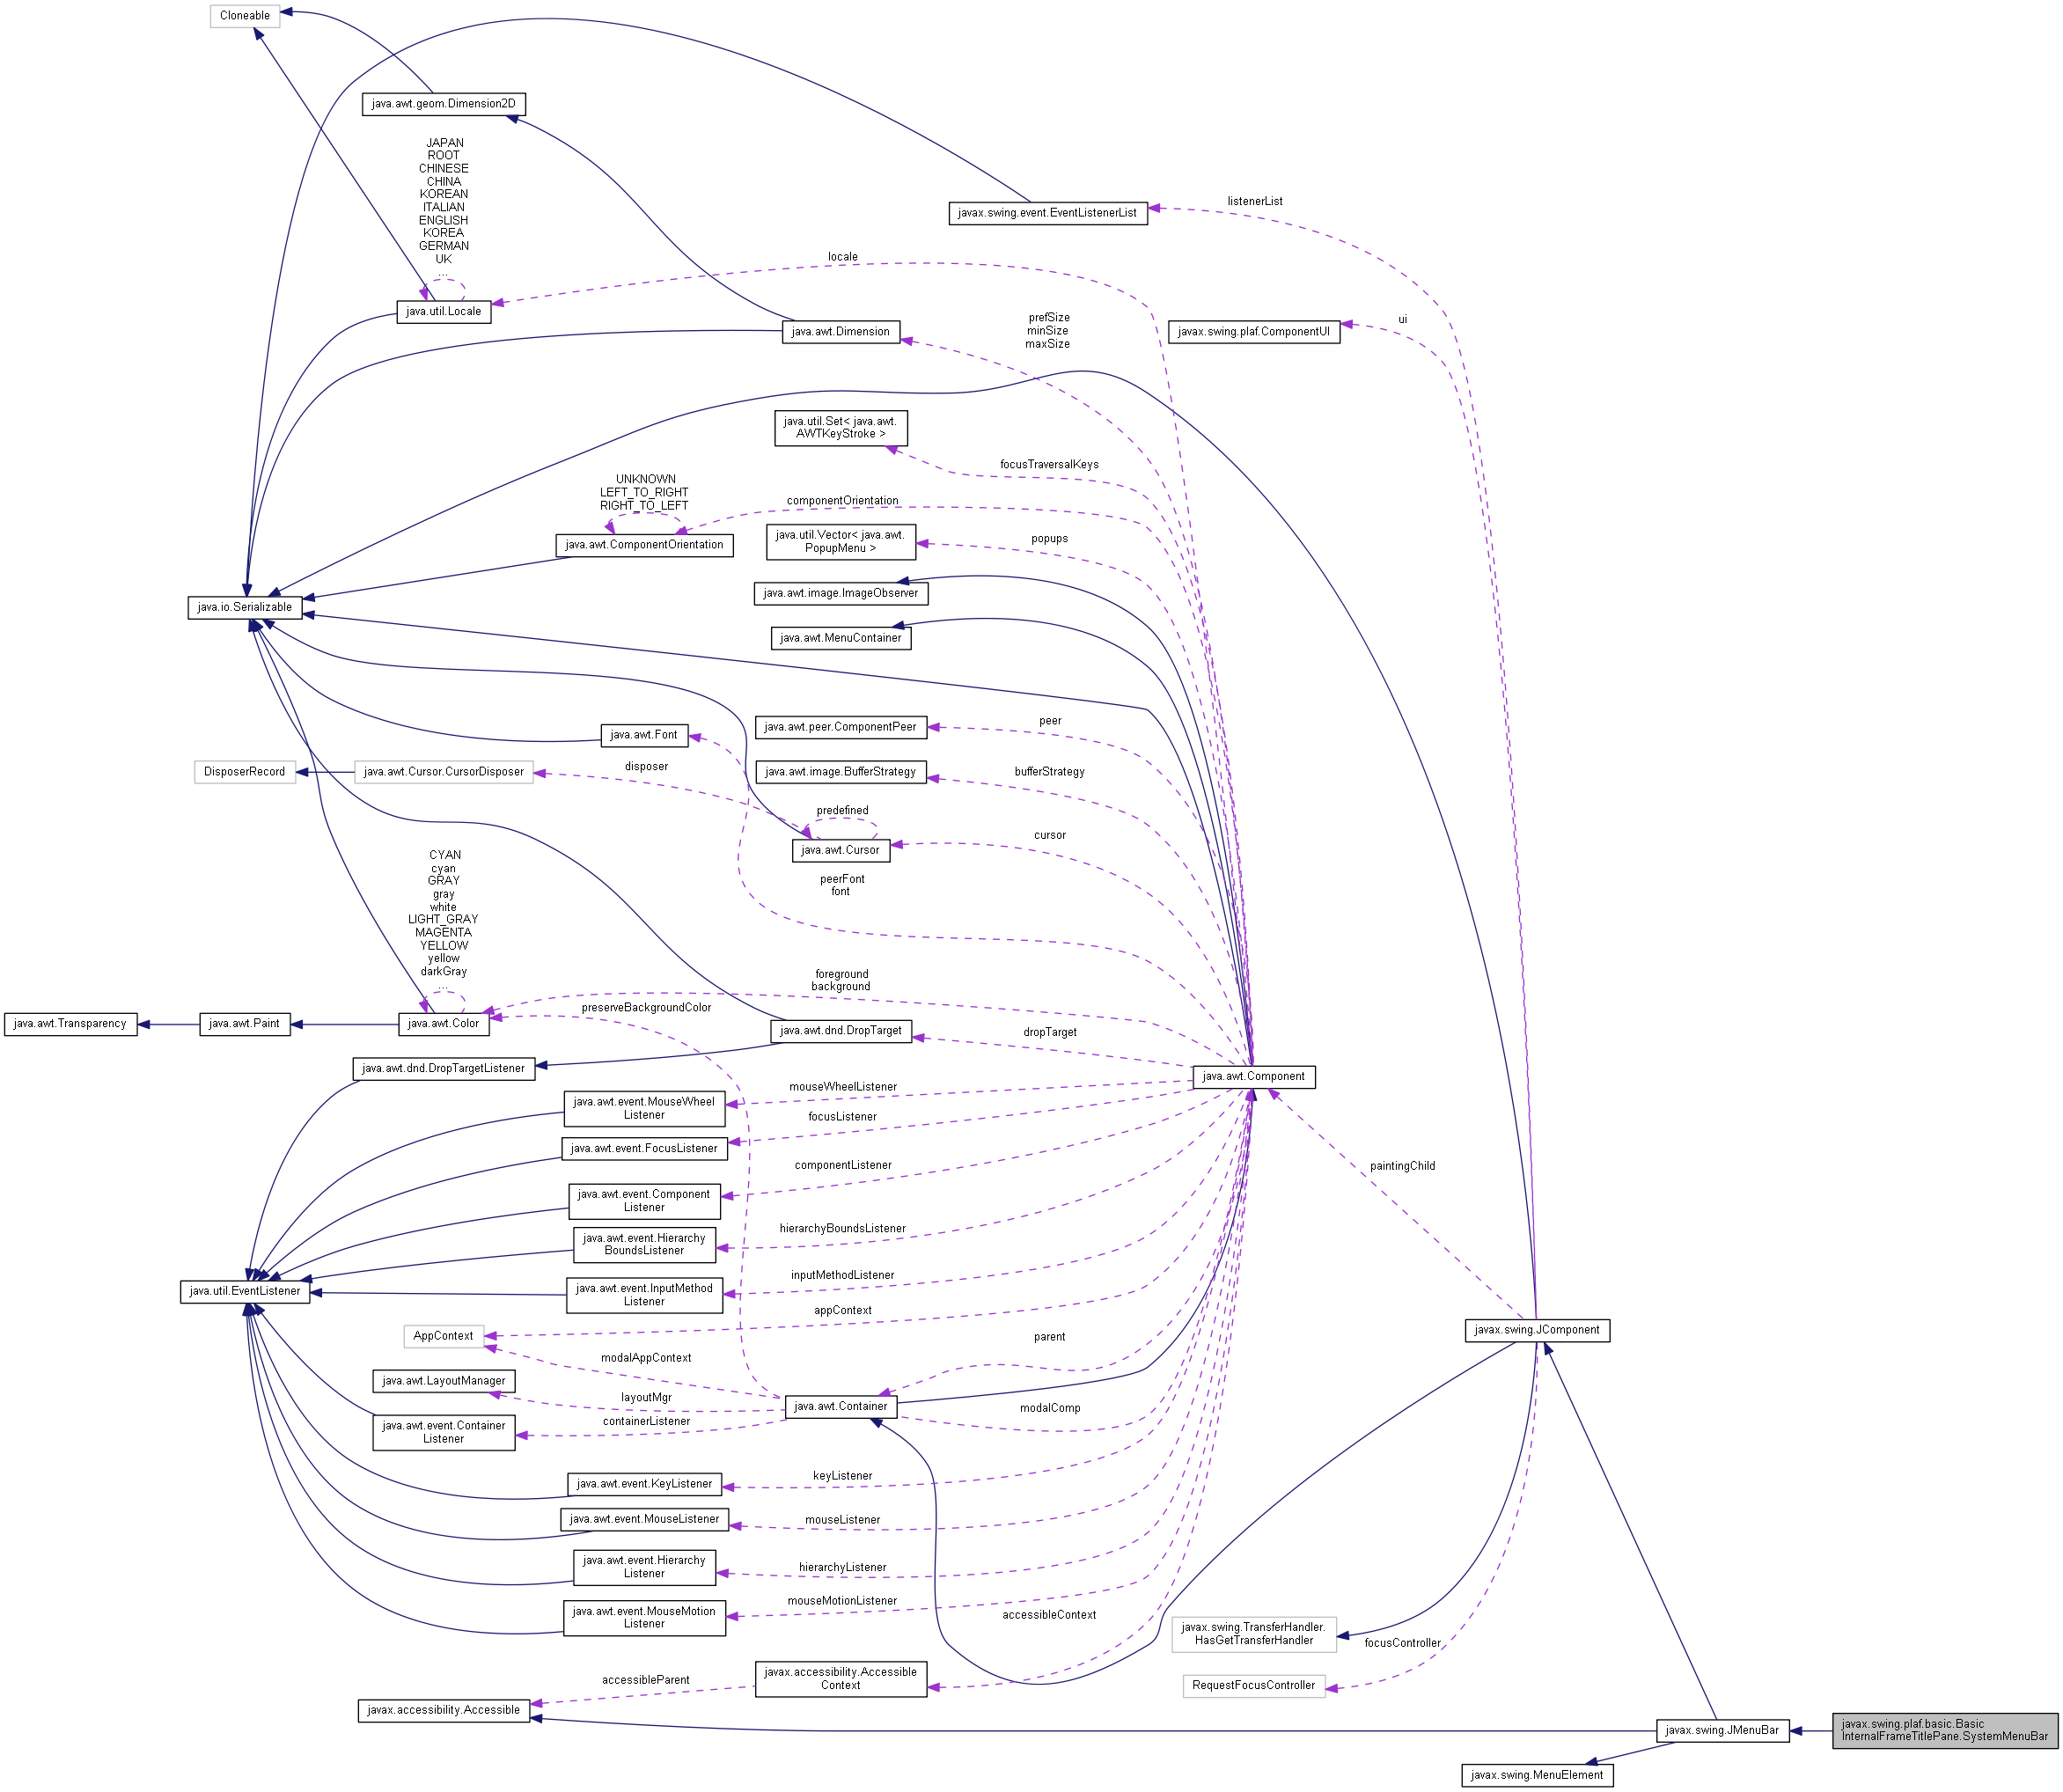 Cloneable
java.awt.geom.Dimension2D
JAPAN
ROOT
CHINESE
CHINA
KOREAN
ITALIAN
ENGLISH
KOREA
GERMAN
UK
...
java.util.Locale
javax.swing.event.EventListenerList
listenerList
locale
java.awt.Dimension
prefSize
minSize
maxSize
javax.swing.plaf.ComponentUI
ui
java.util.Set< java.awt.
AWTKeyStroke >
focusTraversalKeys
UNKNOWN
LEFT_TO_RIGHT
RIGHT_TO_LEFT
componentOrientation
java.awt.ComponentOrientation
java.util.Vector< java.awt.
PopupMenu >
popups
java.awt.image.ImageObserver
java.io.Serializable
java.awt.MenuContainer
java.awt.Font
java.awt.peer.ComponentPeer
peer
DisposerRecord
java.awt.Cursor.CursorDisposer
disposer
java.awt.image.BufferStrategy
bufferStrategy
predefined
java.awt.Cursor
cursor
peerFont
font
CYAN
cyan
GRAY
gray
white
LIGHT_GRAY
MAGENTA
YELLOW
yellow
darkGray
...
foreground
background
preserveBackgroundColor
java.awt.Transparency
java.awt.Paint
java.awt.Color
java.awt.dnd.DropTarget
dropTarget
java.awt.dnd.DropTargetListener
java.awt.Component
java.awt.event.MouseWheel
Listener
mouseWheelListener
java.awt.event.FocusListener
focusListener
java.awt.event.Component
Listener
componentListener
java.awt.event.Hierarchy
BoundsListener
hierarchyBoundsListener
java.util.EventListener
java.awt.event.InputMethod
Listener
inputMethodListener
appContext
AppContext
modalAppContext
parent
paintingChild
javax.swing.JComponent
java.awt.LayoutManager
layoutMgr
java.awt.Container
modalComp
java.awt.event.Container
Listener
containerListener
java.awt.event.KeyListener
keyListener
java.awt.event.MouseListener
mouseListener
java.awt.event.Hierarchy
Listener
hierarchyListener
java.awt.event.MouseMotion
Listener
mouseMotionListener
accessibleContext
javax.swing.TransferHandler.
HasGetTransferHandler
focusController
RequestFocusController
javax.accessibility.Accessible
Context
accessibleParent
javax.accessibility.Accessible
javax.swing.JMenuBar
javax.swing.plaf.basic.Basic
InternalFrameTitlePane.SystemMenuBar
javax.swing.MenuElement